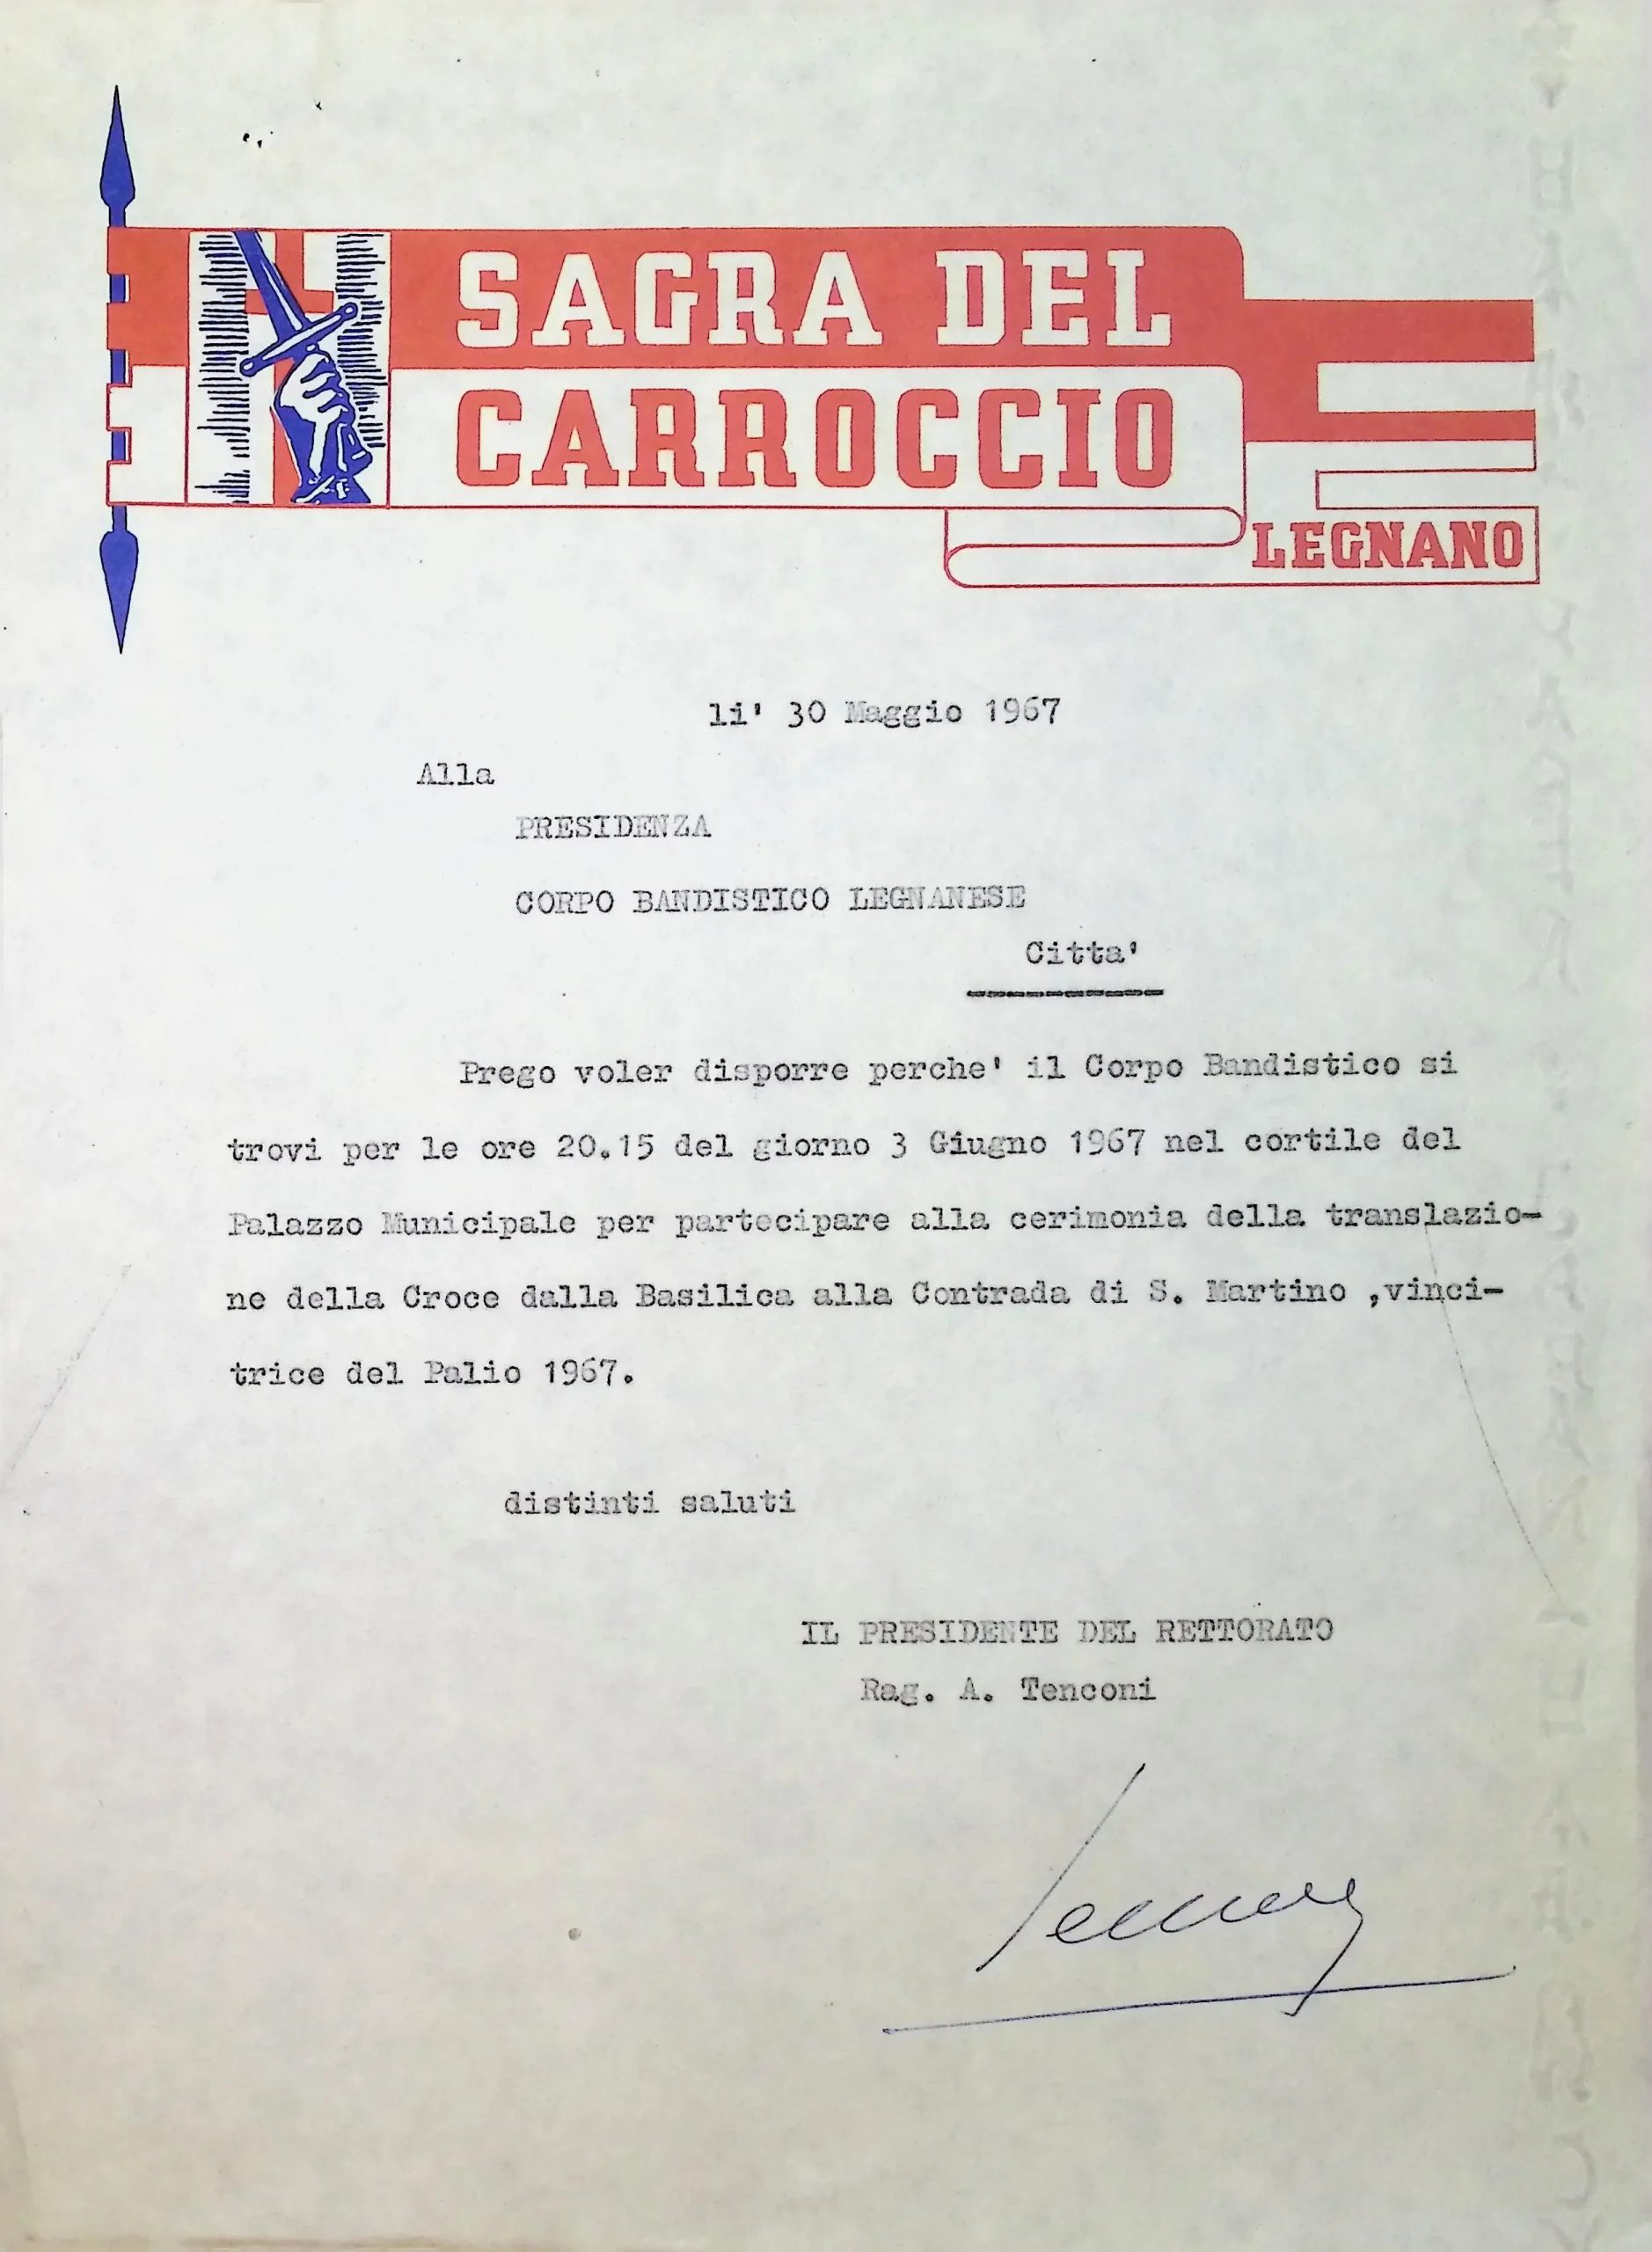 SAGRA DEL
CARROCCIO
LEGNANO
li' 30 Maggio 1967
Alla
PRESIDENZA
CORPO BANDISTICO LEGNANESE
Citta'
Prego voler disporre perche' il Corpo Bandistico si
trovi per le ore 20.15 del giorno 3 Giugno 1967 nel cortile del
Palazzo Municipale per partecipare alla cerimonia della translazio-
ne della Croce dalla Basilica alla Contrada di S. Martino ,vinci-
trice del Palio 1967.
distinti saluti
IL PRESIDENTE DEL RETTORATO
Rag. A. Tenconi